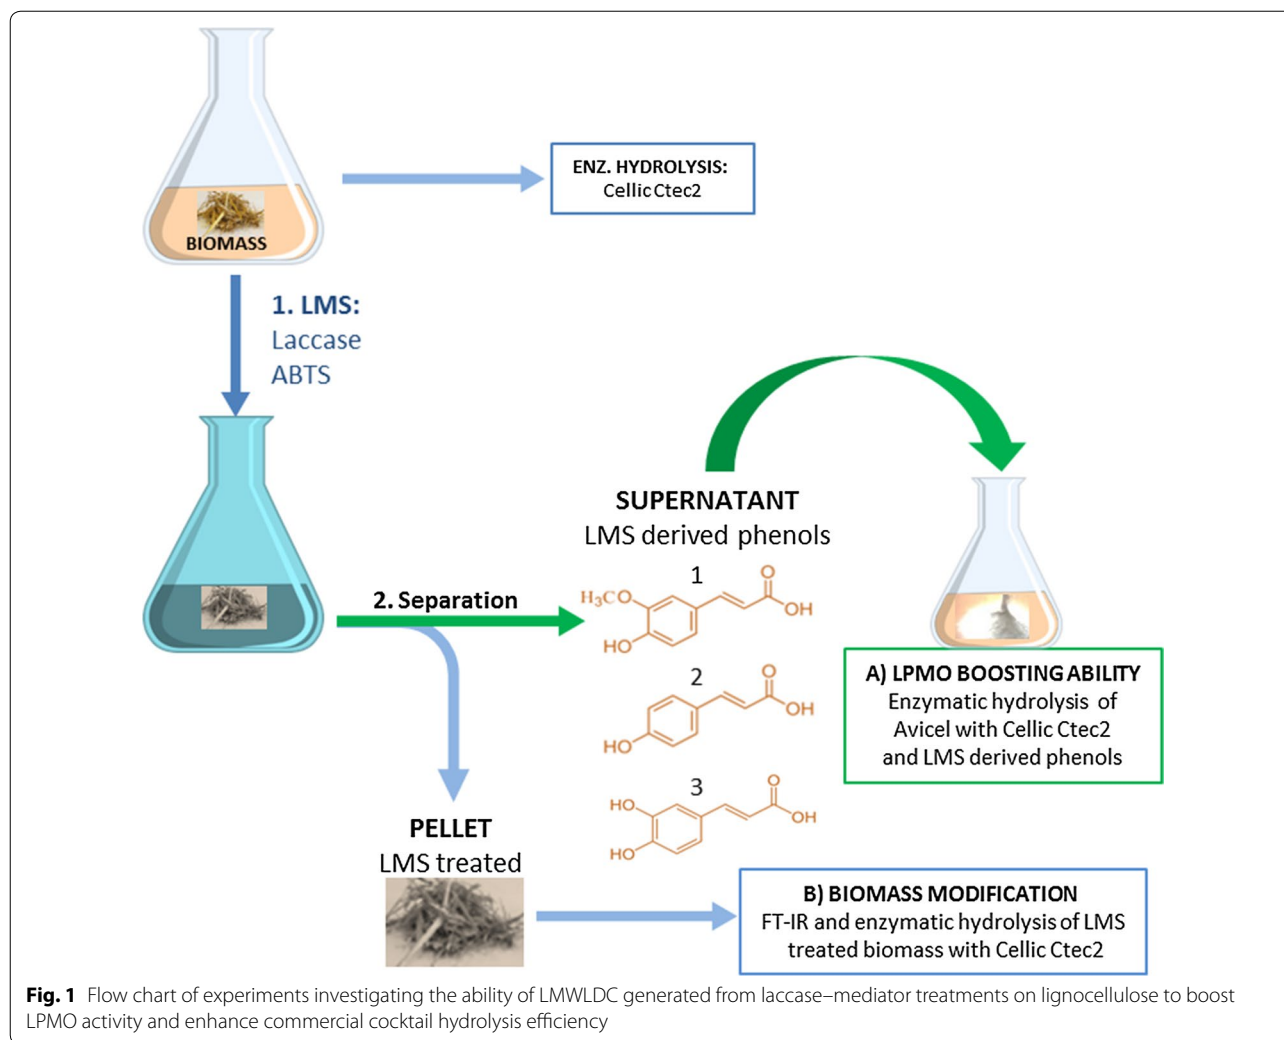 BIOMASS
ENZ. HYDROLYSIS:
Cellic Ctec2
1. LMS:
Laccase
ABTS
2. Separation
SUPERNATANT
LMS derived phenols
1
H₃C
O
HO
O
OH
2
HO
O
OH
3
HO
HO
O
OH
A) LPMO BOOSTING ABILITY
Enzymatic hydrolysis of
Avicel with Cellic Ctec2
and LMS derived phenols
PELLET
LMS treated
B) BIOMASS MODIFICATION
FT-IR and enzymatic hydrolysis of LMS
treated biomass with Cellic Ctec2
Fig. 1 Flow chart of experiments investigating the ability of LMWLDC generated from laccase–mediator treatments on lignocellulose to boost
LPMO activity and enhance commercial cocktail hydrolysis efficiency